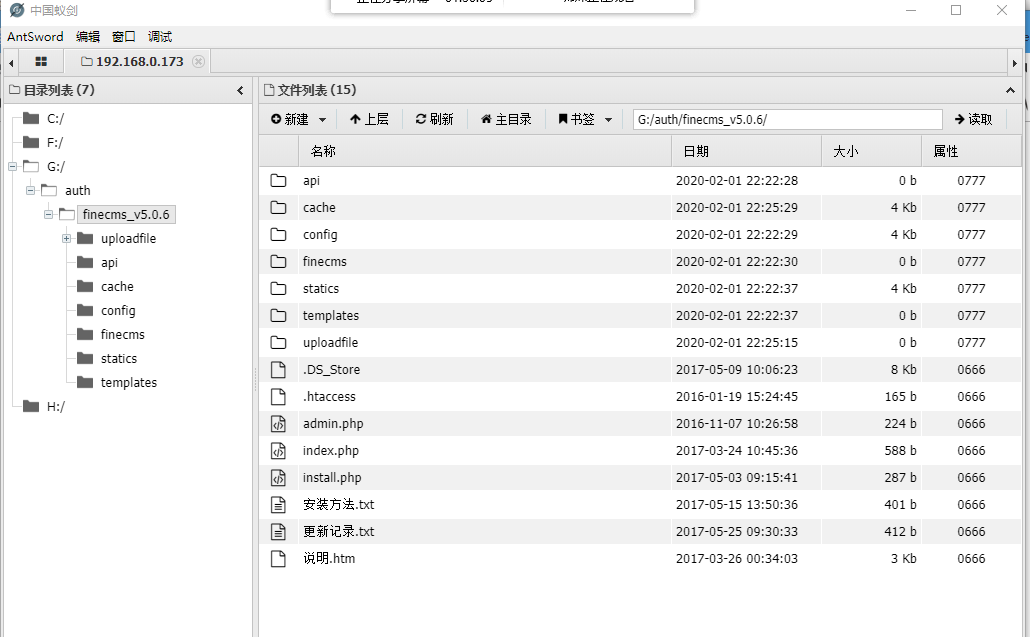 中国蚁剑
AntSword 编辑 窗口 调试
192.168.0.173
目录列表 (7)
C:/
F:/
G:/
auth
finecms_v5.0.6
uploadfile
api
cache
config
finecms
statics
templates
H:/
文件列表 (15)
新建 上层 刷新 主目录 书签 G:/auth/finecms_v5.0.6/ 读取
名称 日期 大小 属性
api 2020-02-01 22:22:28 0 b 0777
cache 2020-02-01 22:25:29 4 Kb 0777
config 2020-02-01 22:22:29 4 Kb 0777
finecms 2020-02-01 22:22:30 0 b 0777
statics 2020-02-01 22:22:37 4 Kb 0777
templates 2020-02-01 22:22:37 0 b 0777
uploadfile 2020-02-01 22:25:15 0 b 0777
.DS_Store 2017-05-09 10:06:23 8 Kb 0666
.htaccess 2016-01-19 15:24:45 165 b 0666
admin.php 2016-11-07 10:26:58 224 b 0666
index.php 2017-03-24 10:45:36 588 b 0666
install.php 2017-05-03 09:15:41 287 b 0666
安装方法.txt 2017-05-15 13:50:36 401 b 0666
更新记录.txt 2017-05-25 09:30:33 412 b 0666
说明.htm 2017-03-26 00:34:03 3 Kb 0666